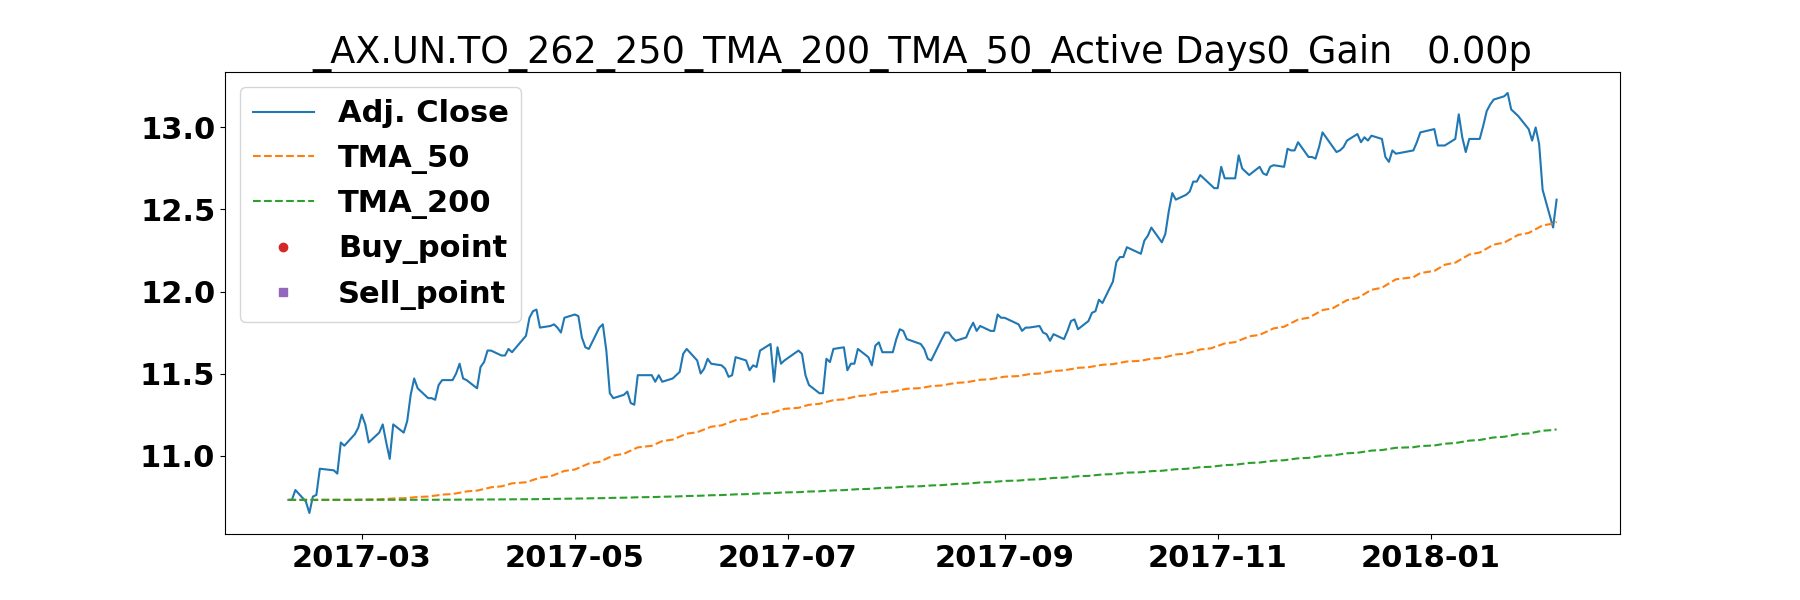 _AX.UN.TO_262_250_TMA_200_TMA_50_Active Days0_Gain   0.00p
Adj. Close
TMA_50
TMA_200
Buy_point
Sell_point
13.0
12.5
12.0
11.5
11.0
2017-03 2017-05 2017-07 2017-09 2017-11 2018-01